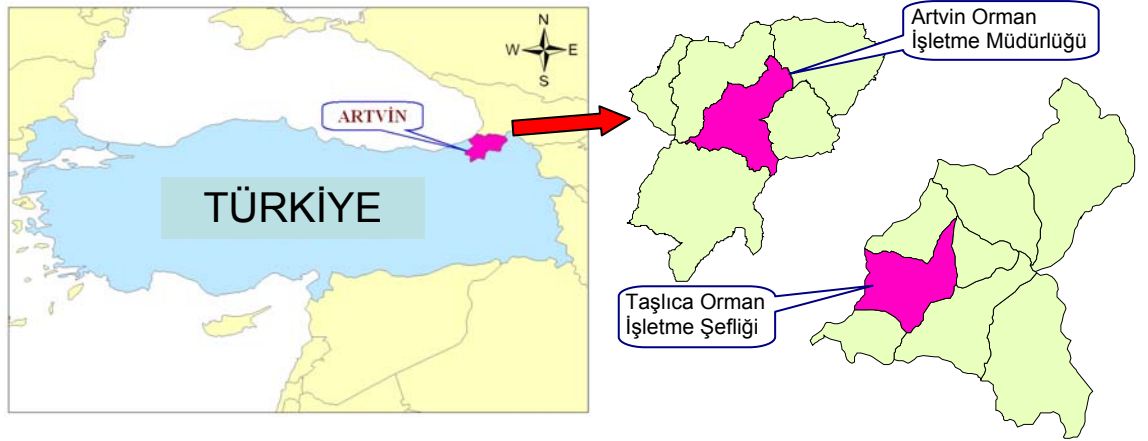 N
W
E
S
ARTVİN
TÜRKİYE
Artvin Orman
İşletme Müdürlüğü
Taşlıca Orman
İşletme Şefliği